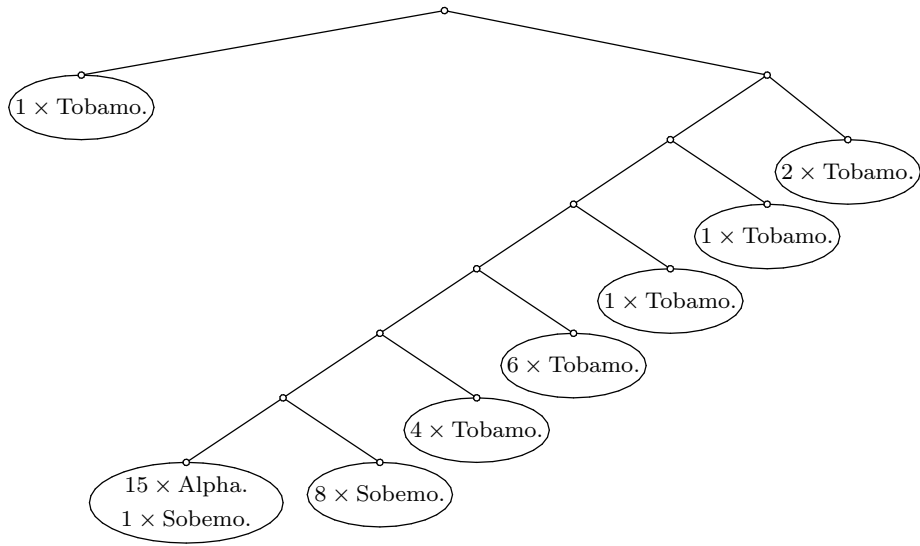 1 × Tobamo.
2 × Tobamo.
1 × Tobamo.
1 × Tobamo.
6 × Tobamo.
4 × Tobamo.
15 × Alpha.
1 × Sobemo.
8 × Sobemo.